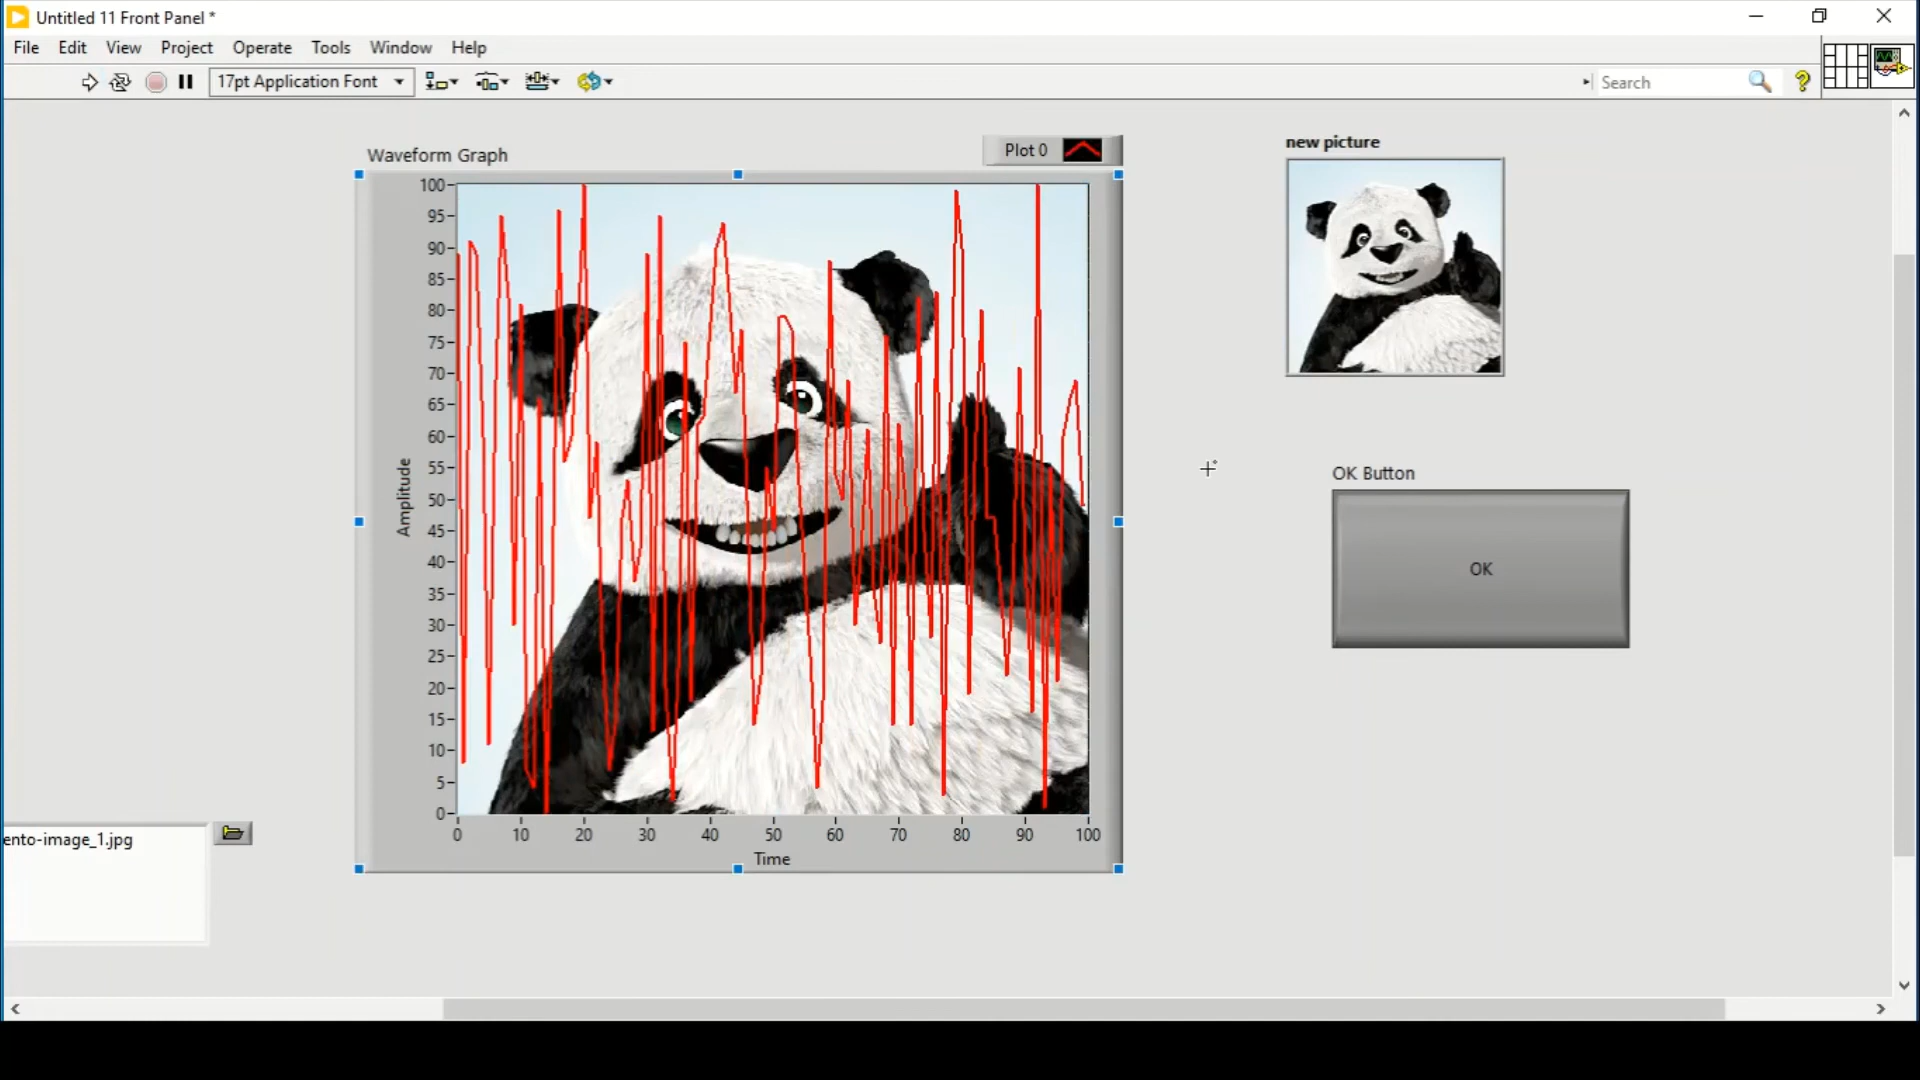 Untitled 11 Front Panel *
File Edit View Project Operate Tools Window Help
17pt Application Font
Search
?
Waveform Graph
Plot 0
new picture
100
95
90
85
80
75
70
65
60
55
50
45
40
35
30
25
20
15
10
5
0
Amplitude
0 10 20 30 40 50 60 70 80 90 100
Time
OK Button
OK
ento-image_1.jpg